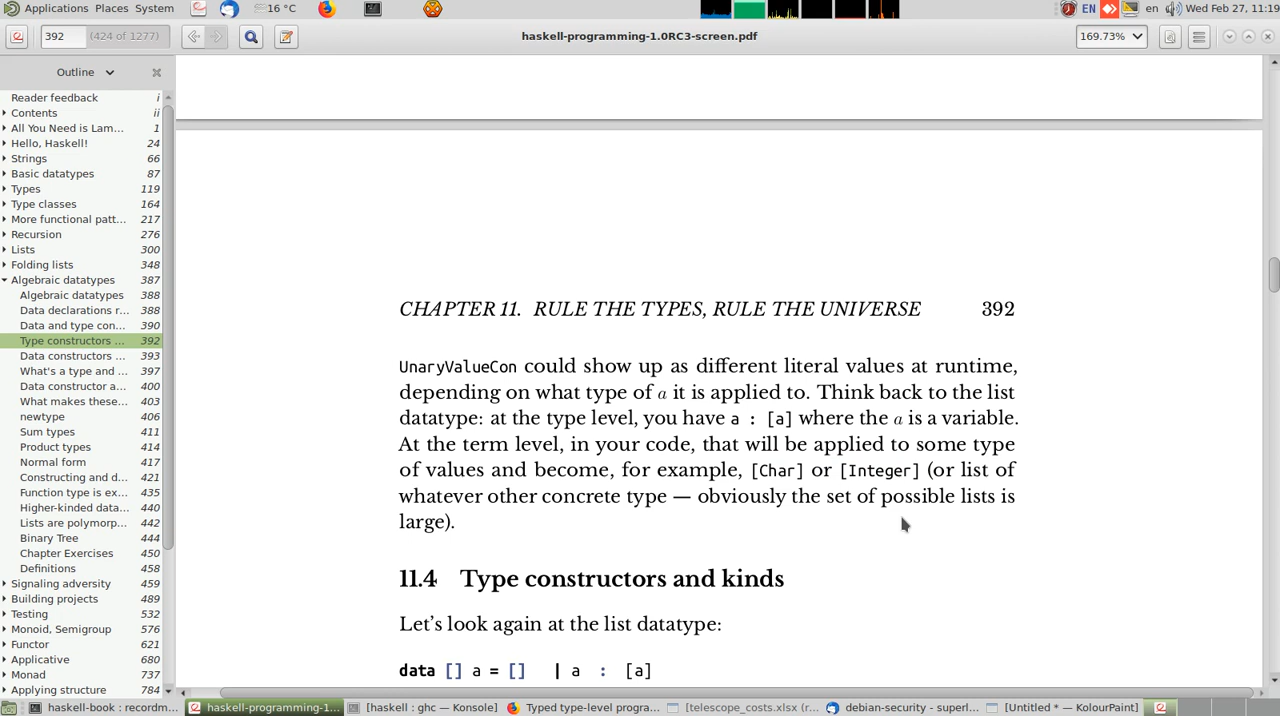 Applications Places System 16 °C EN en Wed Feb 27, 11:19
392 (424 of 1277) haskell-programming-1.0RC3-screen.pdf 169.73%
Outline
Reader feedback i
Contents ii
All You Need is Lam... 1
Hello, Haskell! 24
Strings 66
Basic datatypes 87
Types 119
Type classes 164
More functional patt... 217
Recursion 276
Lists 300
Folding lists 348
Algebraic datatypes 387
Algebraic datatypes 388
Data declarations r... 388
Data and type con... 390
Type constructors ... 392
Data constructors ... 393
What's a type and ... 397
Data constructor a... 400
What makes these... 403
newtype 406
Sum types 411
Product types 414
Normal form 417
Constructing and d... 421
Function type is ex... 435
Higher-kinded data... 440
Lists are polymorp... 442
Binary Tree 444
Chapter Exercises 450
Definitions 458
Signaling adversity 459
Building projects 489
Testing 532
Monoid, Semigroup 576
Functor 621
Applicative 680
Monad 737
Applying structure 784
CHAPTER 11. RULE THE TYPES, RULE THE UNIVERSE 392
UnaryValueCon could show up as different literal values at runtime,
depending on what type of a it is applied to. Think back to the list
datatype: at the type level, you have a : [a] where the a is a variable.
At the term level, in your code, that will be applied to some type
of values and become, for example, [Char] or [Integer] (or list of
whatever other concrete type — obviously the set of possible lists is
large).
11.4 Type constructors and kinds
Let's look again at the list datatype:
data [] a = [] | a : [a]
haskell-book : recordm... haskell-programming-1.... [haskell : ghc — Konsole] Typed type-level progra... [telescope_costs.xlsx (r... debian-security - superl... [Untitled * — KolourPaint]